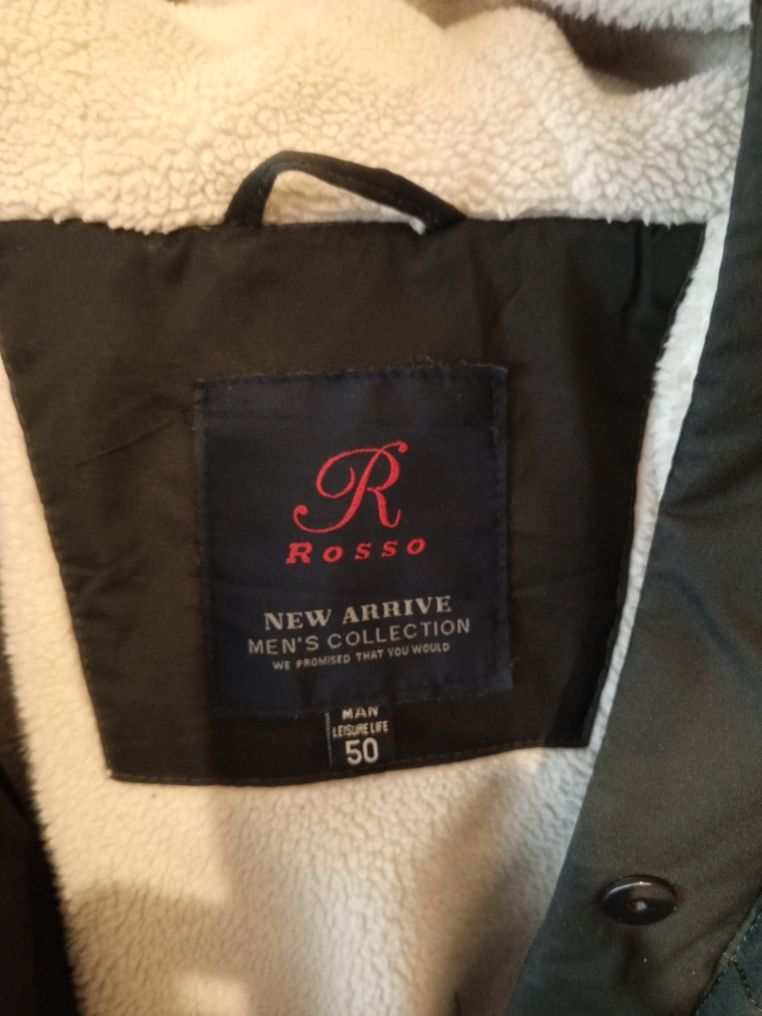 R
ROSSO
NEW ARRIVE
MEN'S COLLECTION
WE PROMISED THAT YOU WOULD
MAN
LEISURE LIFE
50